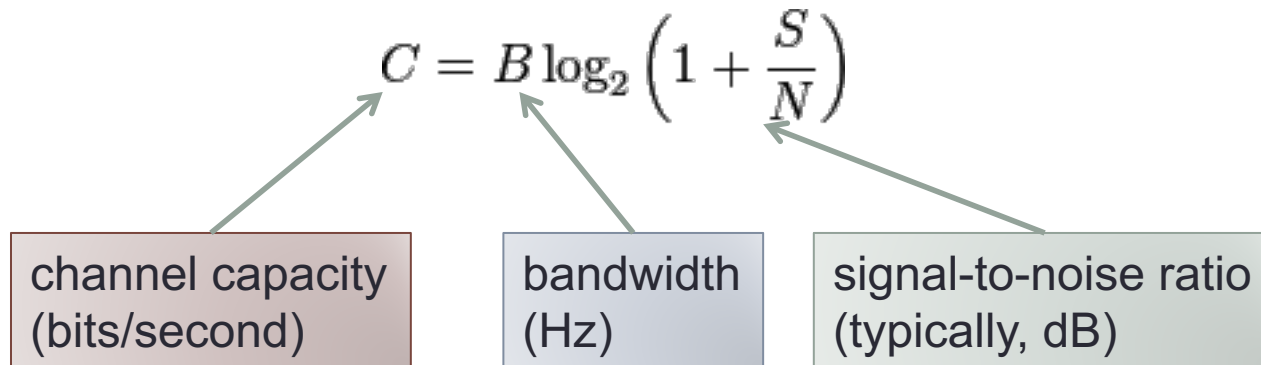 C = B log₂ (1 + S/N)
channel capacity
(bits/second)
bandwidth
(Hz)
signal-to-noise ratio
(typically, dB)